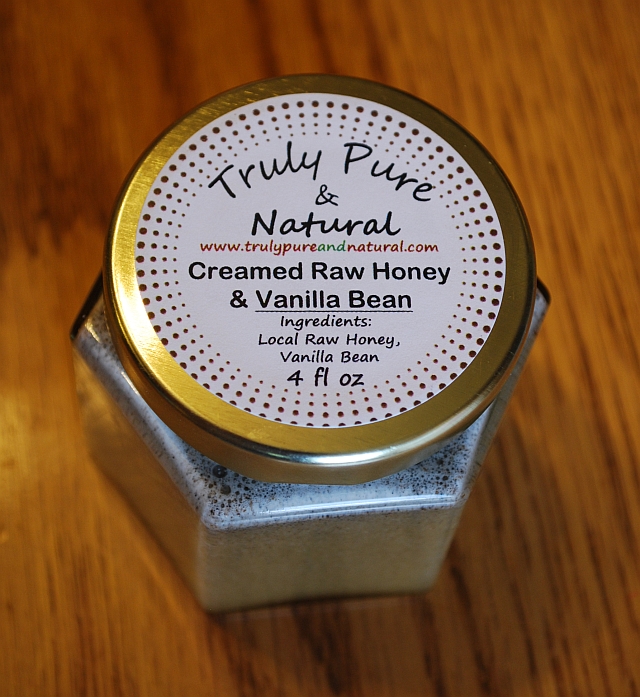 Truly Pure
&
Natural
www.trulypureandnatural.com
Creamed Raw Honey
& Vanilla Bean
Ingredients:
Local Raw Honey,
Vanilla Bean
4 fl oz